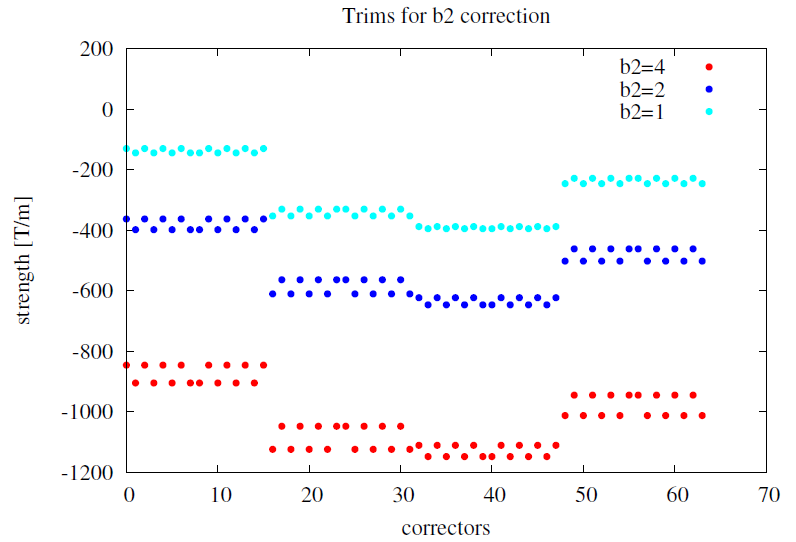 Trims for b2 correction
b2=4
b2=2
b2=1
200
0
-200
-400
-600
-800
-1000
-1200
strength [T/m]
0 10 20 30 40 50 60 70
correctors